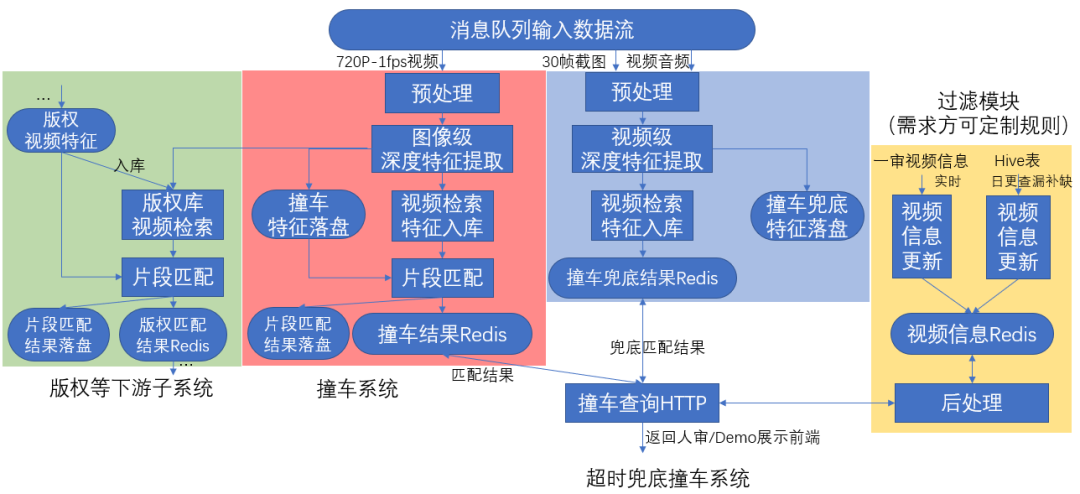 消息队列输入数据流
720P-1fps视频
30帧截图
视频音频
...
版权
视频特征
入库
版权库
视频检索
片段匹配
片段匹配
结果落盘
版权匹配
结果Redis
...
版权等下游子系统
预处理
图像级
深度特征提取
撞车
特征落盘
视频检索
特征入库
片段匹配
片段匹配
结果落盘
撞车结果Redis
撞车系统
匹配结果
预处理
视频级
深度特征提取
视频检索
特征入库
撞车兜底
特征落盘
撞车兜底结果Redis
兜底匹配结果
撞车查询HTTP
返回人审/Demo展示前端
超时兜底撞车系统
过滤模块
（需求方可定制规则）
一审视频信息
实时
Hive表
日更查漏补缺
视频
信息
更新
视频
信息
更新
视频信息Redis
后处理